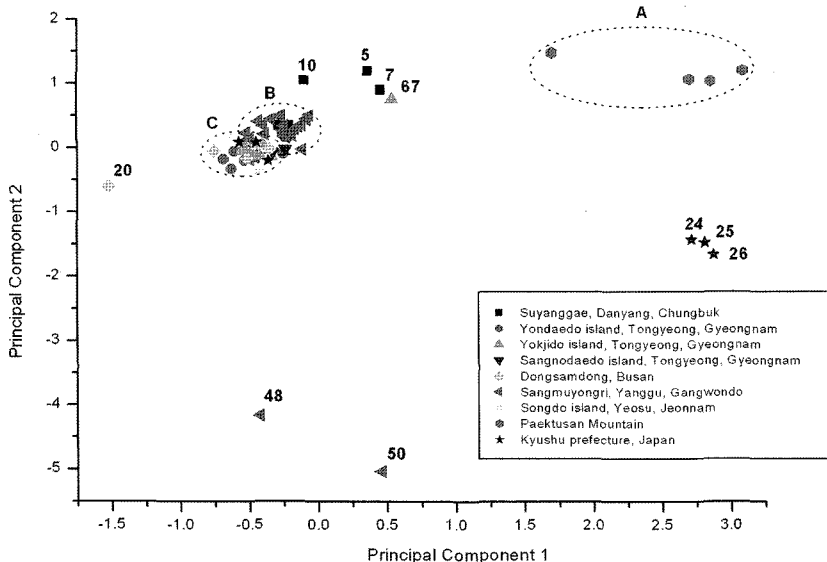 A
2
5
10
1
7
67
B
C
0
20
-1
24
25
26
Principal Component 2
-2
-3
-4
48
-5
50
Suyanggae, Danyang, Chungbuk
Yondaedo island, Tongyeong, Gyeongnam
Yokjido island, Tongyeong, Gyeongnam
Sangnodaedo island, Tongyeong, Gyeongnam
Dongsamdong, Busan
Sangmuyongri, Yanggu, Gangwondo
Songdo island, Yeosu, Jeonnam
Paektusan Mountain
Kyushu prefecture, Japan
-1.5
-1.0
-0.5
0.0
0.5
1.0
1.5
2.0
2.5
3.0
Principal Component 1